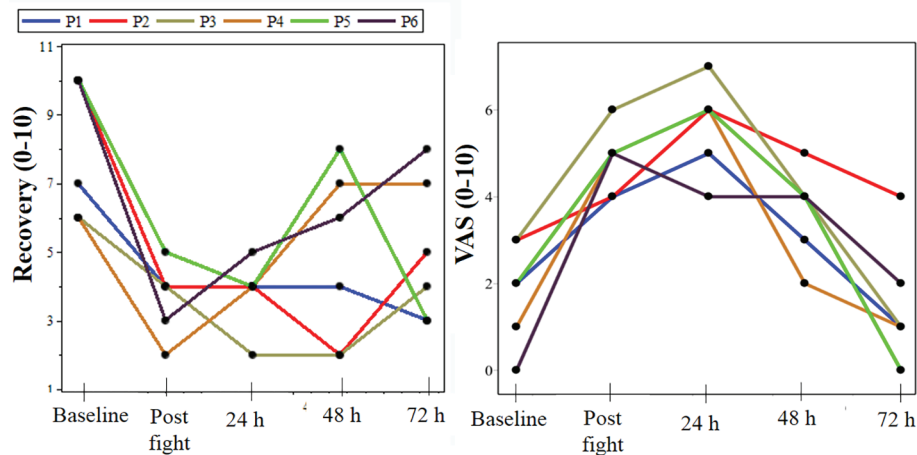 P1 P2 P3 P4 P5 P6
Recovery (0-10)
11
9
7
5
3
1
Baseline Post fight 24 h 48 h 72 h
VAS (0-10)
6
4
2
0
Baseline Post fight 24 h 48 h 72 h